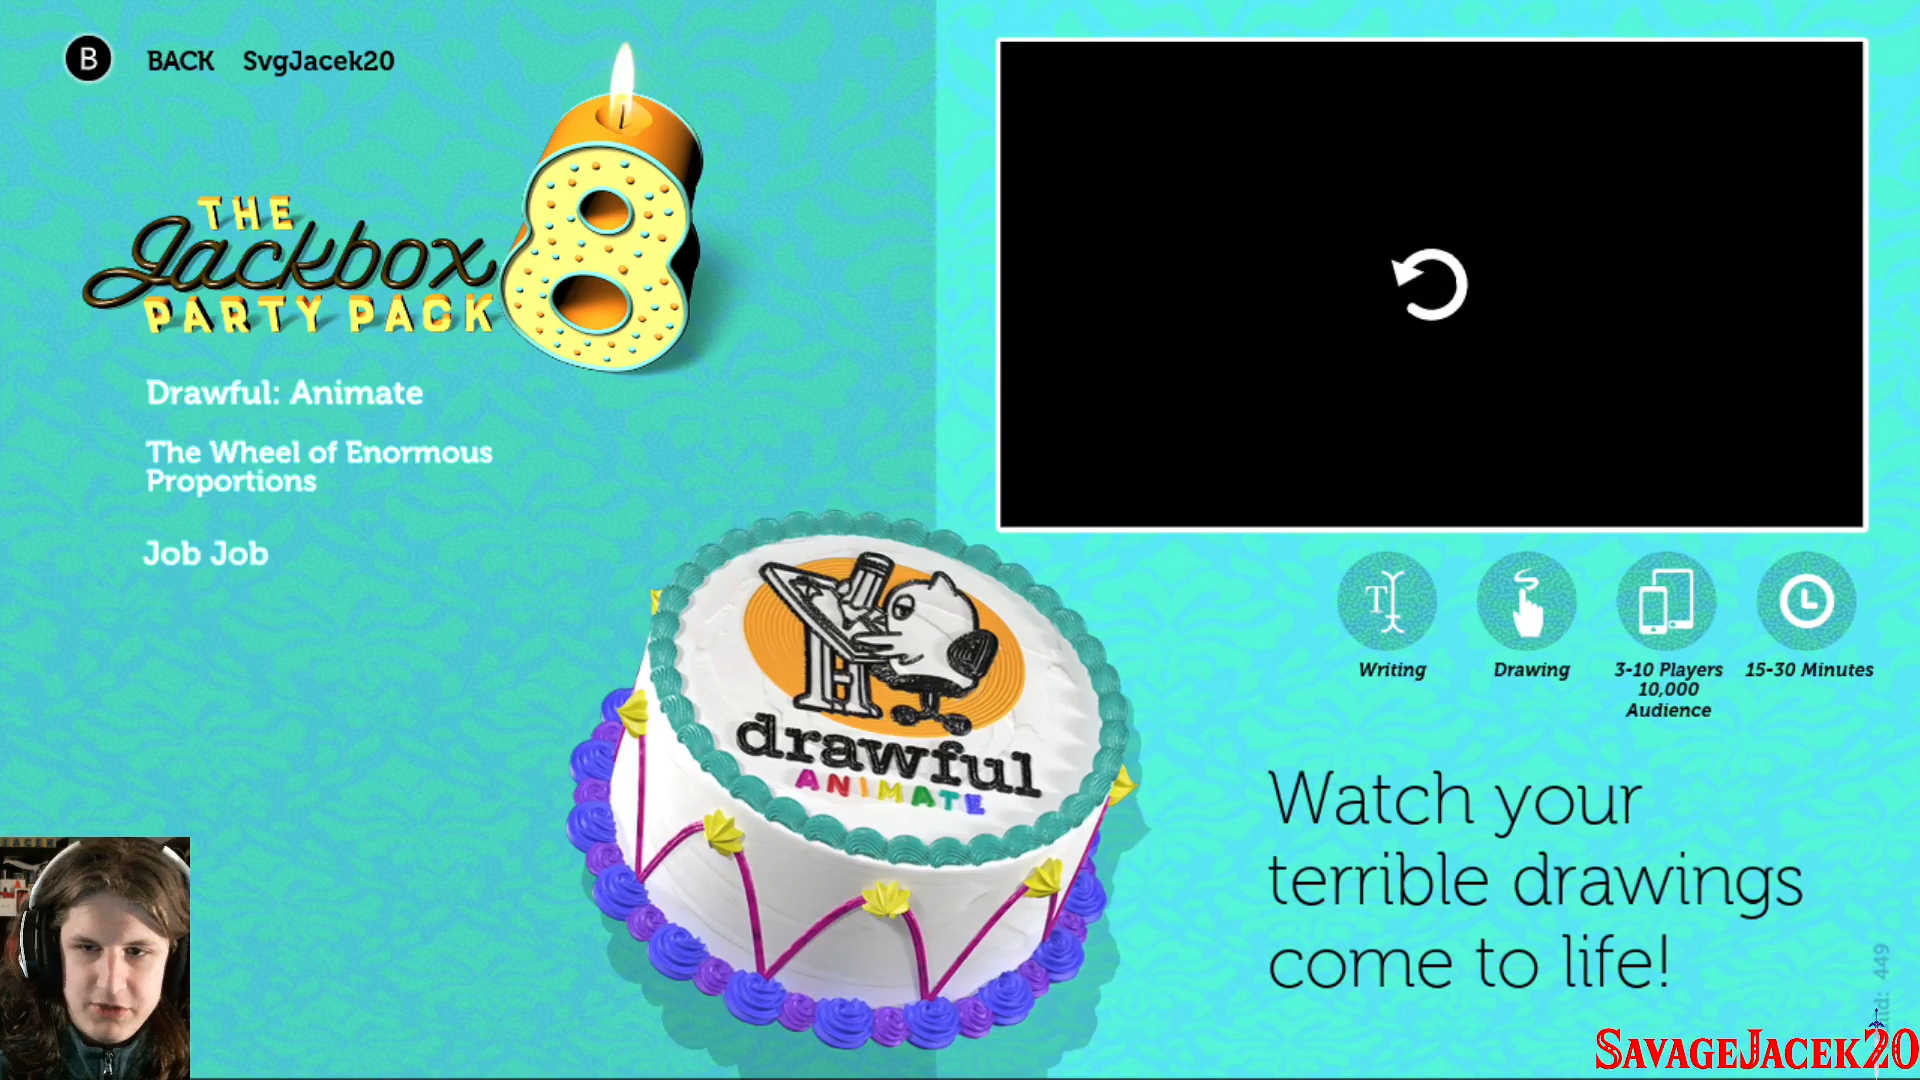 B BACK SvgJacek20
THE
Jackbox
PARTY PACK
8
Drawful: Animate
The Wheel of Enormous
Proportions
Job Job
drawful
ANIMATE
T
Writing
Drawing
3-10 Players
10,000
Audience
15-30 Minutes
Watch your
terrible drawings
come to life!
449
SAVAGEJACEK20